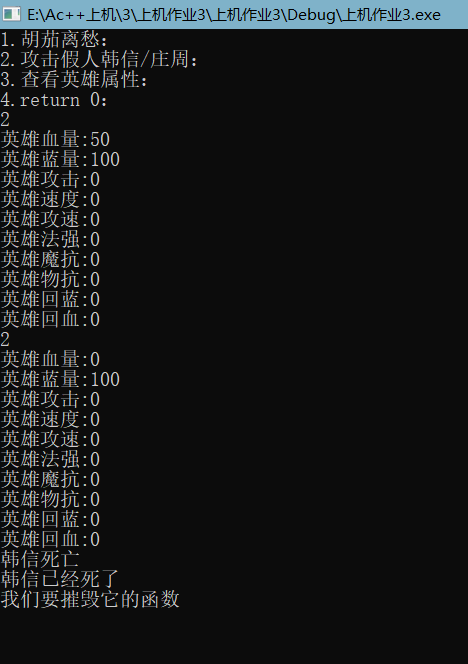 E:\Ac++上机\3\上机作业3\上机作业3\Debug\上机作业3.exe
1.胡茄离愁:
2.攻击假人韩信/庄周:
3.查看英雄属性:
4.return 0:
2
英雄血量:50
英雄蓝量:100
英雄攻击:0
英雄速度:0
英雄攻速:0
英雄法强:0
英雄魔抗:0
英雄物抗:0
英雄回蓝:0
英雄回血:0
2
英雄血量:0
英雄蓝量:100
英雄攻击:0
英雄速度:0
英雄攻速:0
英雄法强:0
英雄魔抗:0
英雄物抗:0
英雄回蓝:0
英雄回血:0
韩信死亡
韩信已经死了
我们要摧毁它的函数